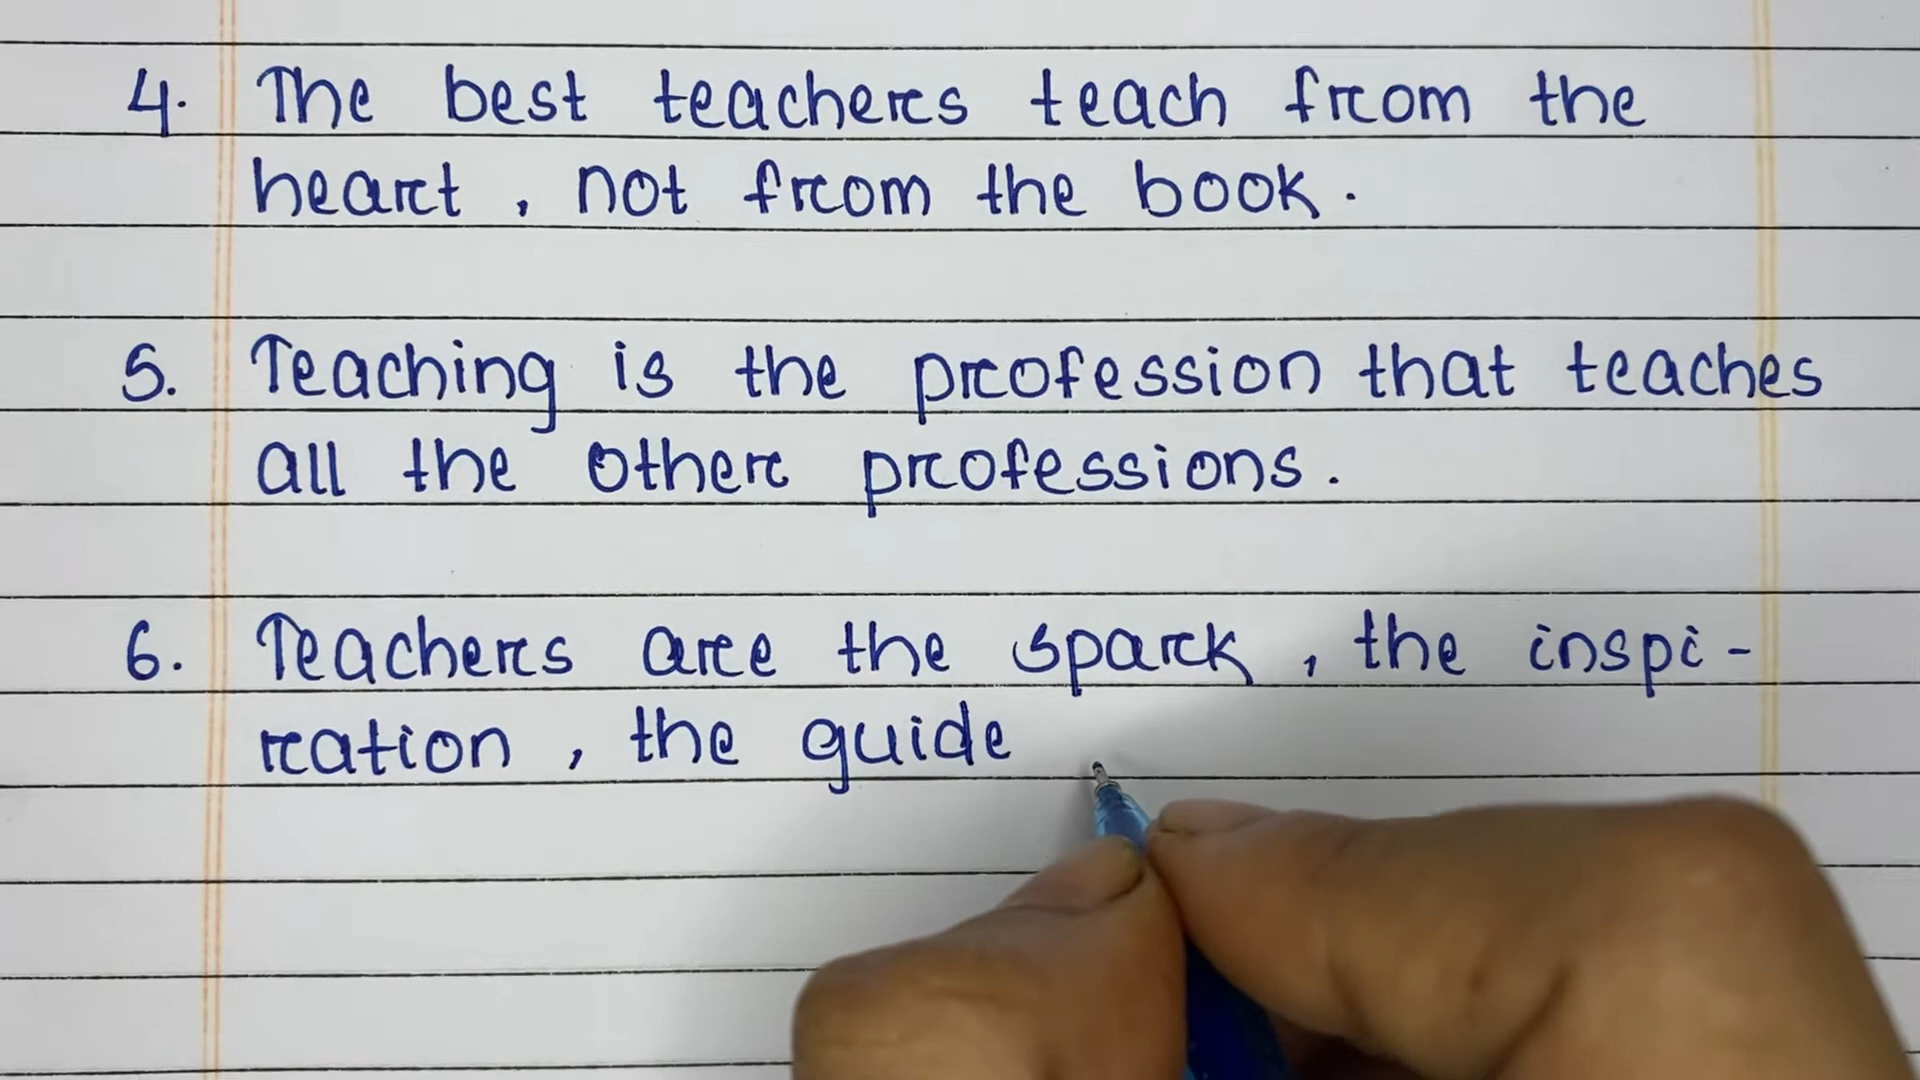 4. The best teachers teach from the
heart, not from the book.
5. Teaching is the profession that teaches
all the other professions.
6. Teachers are the spark, the inspi-
ration, the guide